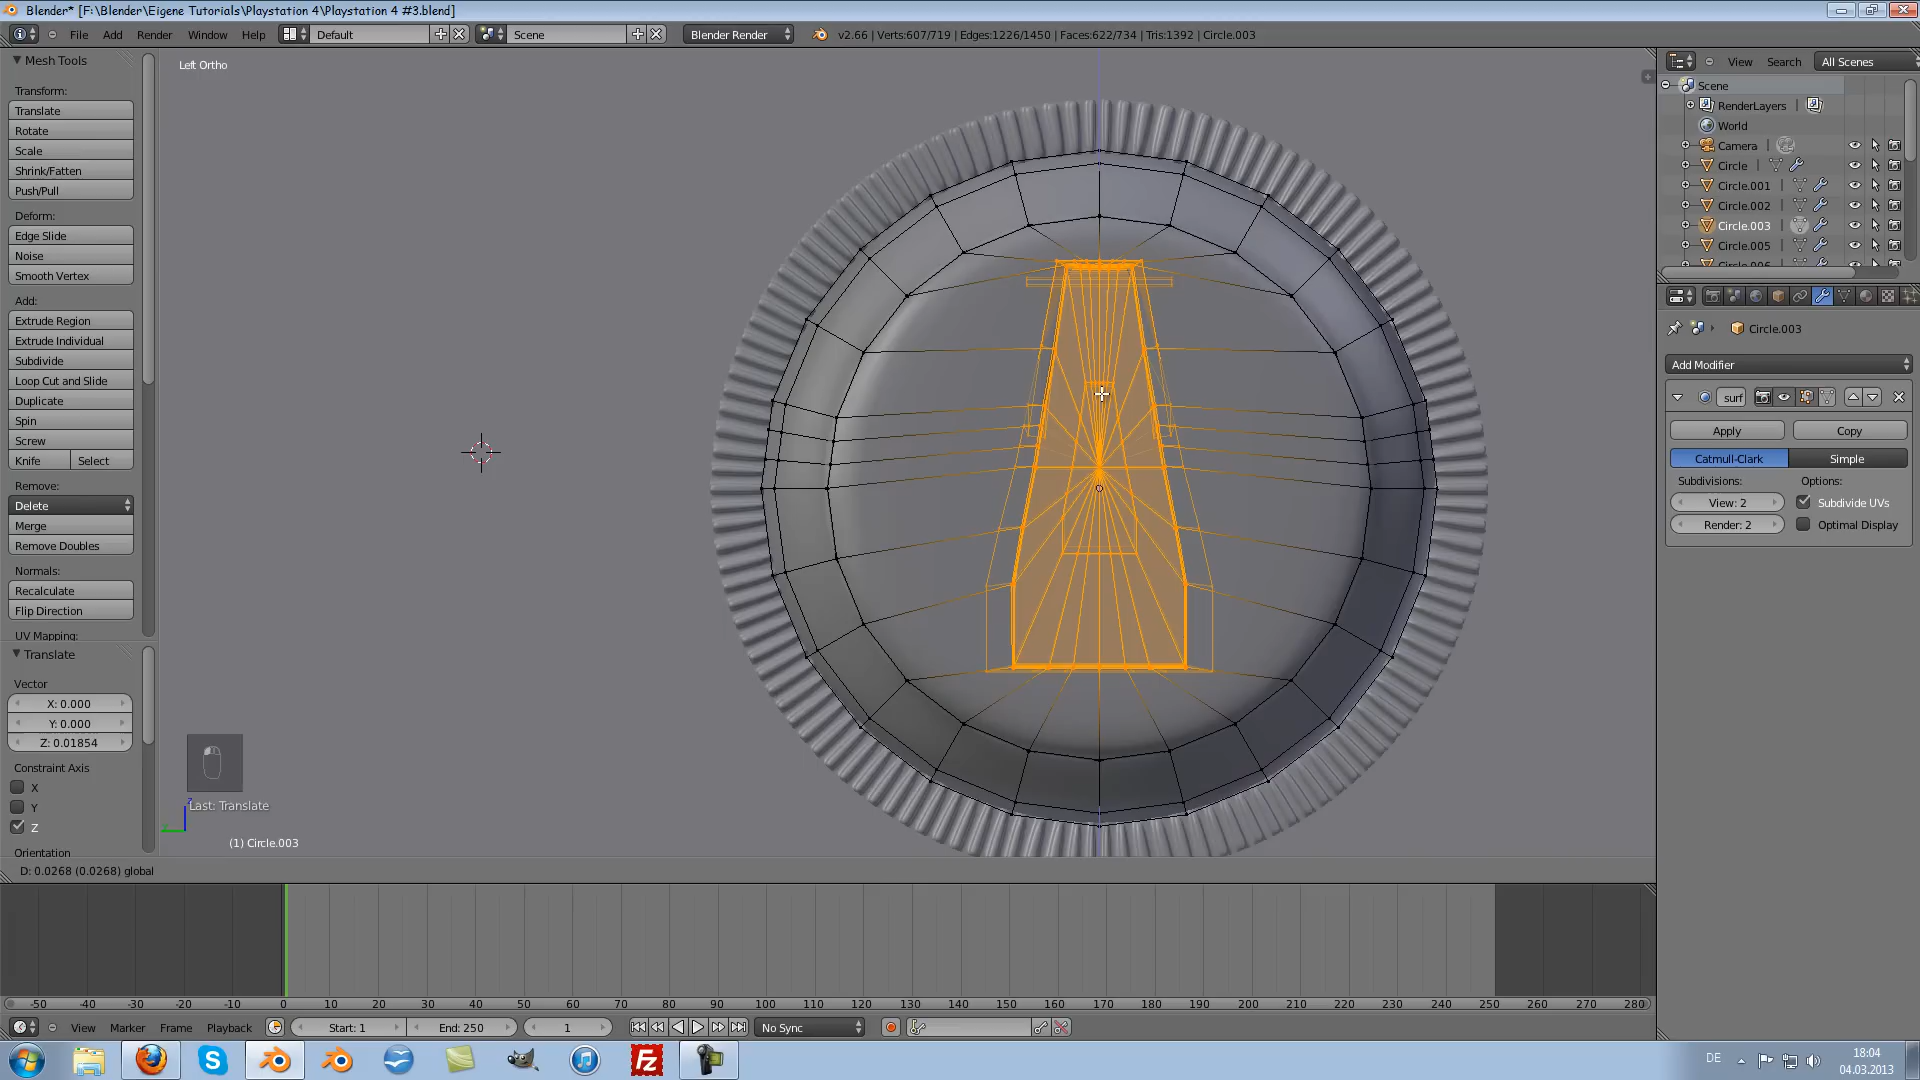 Blender* [F:\Blender\Eigene Tutorials\Playstation 4\Playstation 4 #3.blend]
File Add Render Window Help Default Scene Blender Render v2.66 | Verts:607/719 | Edges:1226/1450 | Faces:622/734 | Tris:1392 | Circle.003
Mesh Tools
Transform:
Translate
Rotate
Scale
Shrink/Fatten
Push/Pull
Deform:
Edge Slide
Noise
Smooth Vertex
Add:
Extrude Region
Extrude Individual
Subdivide
Loop Cut and Slide
Duplicate
Spin
Screw
Knife Select
Remove:
Delete
Merge
Remove Doubles
Normals:
Recalculate
Flip Direction
UV Mapping:
Translate
Vector
X: 0.000
Y: 0.000
Z: 0.01854
Constraint Axis
X
Y
Z
Orientation
Left Ortho
Last: Translate
(1) Circle.003
D: 0.0268 (0.0268) global
View Search All Scenes
Scene
RenderLayers
World
Camera
Circle
Circle.001
Circle.002
Circle.003
Circle.005
Circle.003
Add Modifier
surf
Apply Copy
Catmull-Clark Simple
Subdivisions: Options:
View: 2 Subdivide UVs
Render: 2 Optimal Display
-50 -40 -30 -20 -10 0 10 20 30 40 50 60 70 80 90 100 110 120 130 140 150 160 170 180 190 200 210 220 230 240 250 260 270 280
View Marker Frame Playback Start: 1 End: 250 1 No Sync
DE 18:04
04.03.2013